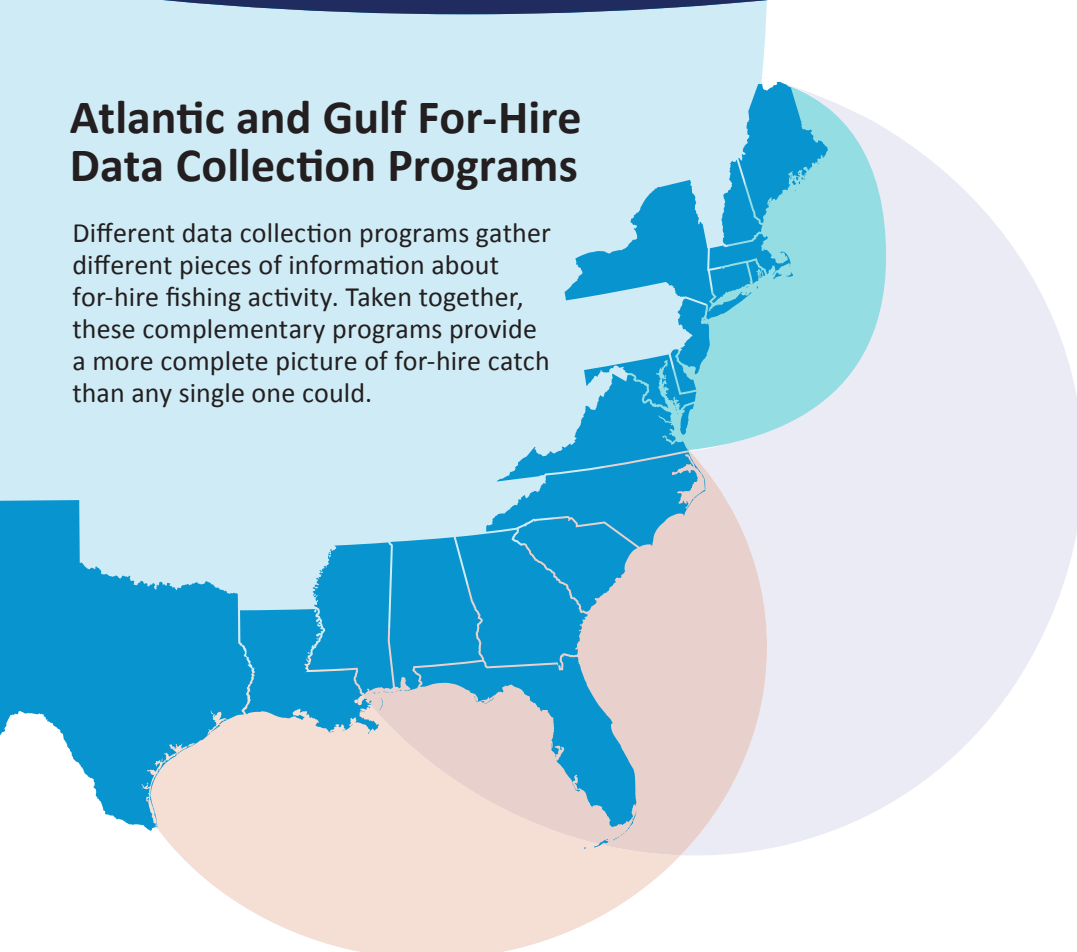 Atlantic and Gulf For-Hire
Data Collection Programs
Different data collection programs gather
different pieces of information about
for-hire fishing activity. Taken together,
these complementary programs provide
a more complete picture of for-hire catch
than any single one could.